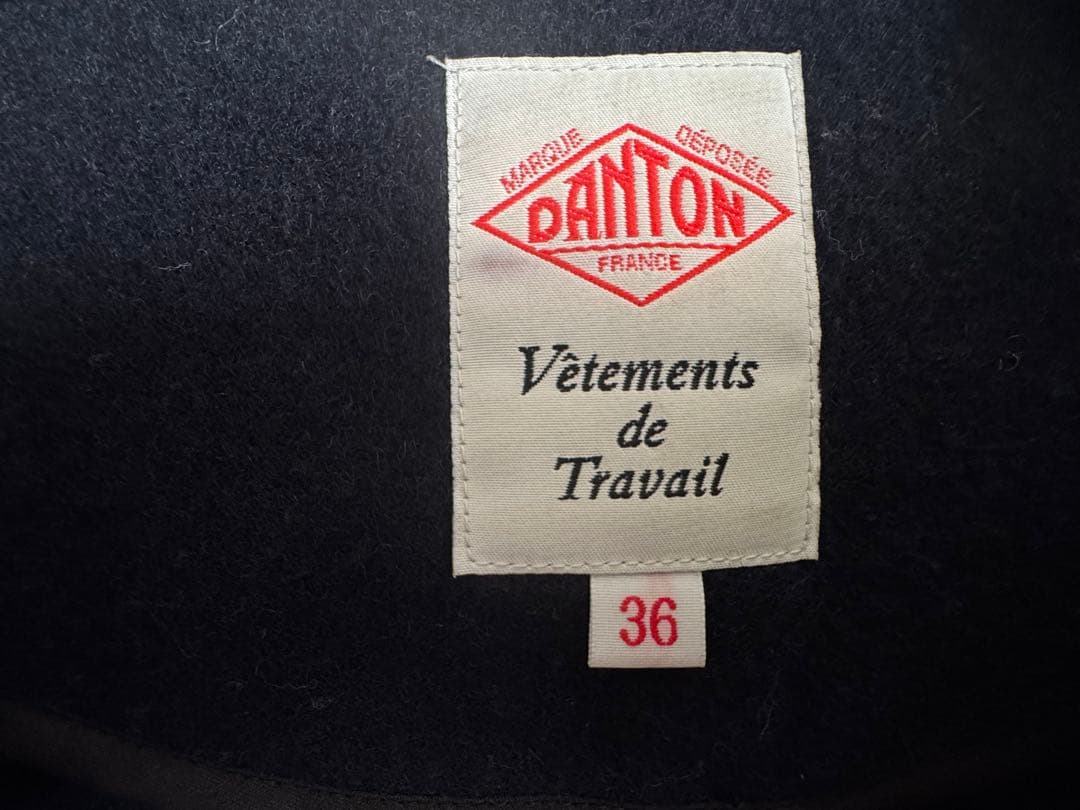 MARQUE DÉPOSÉE
DANTON
FRANCE
Vêtements
de
Travail
36